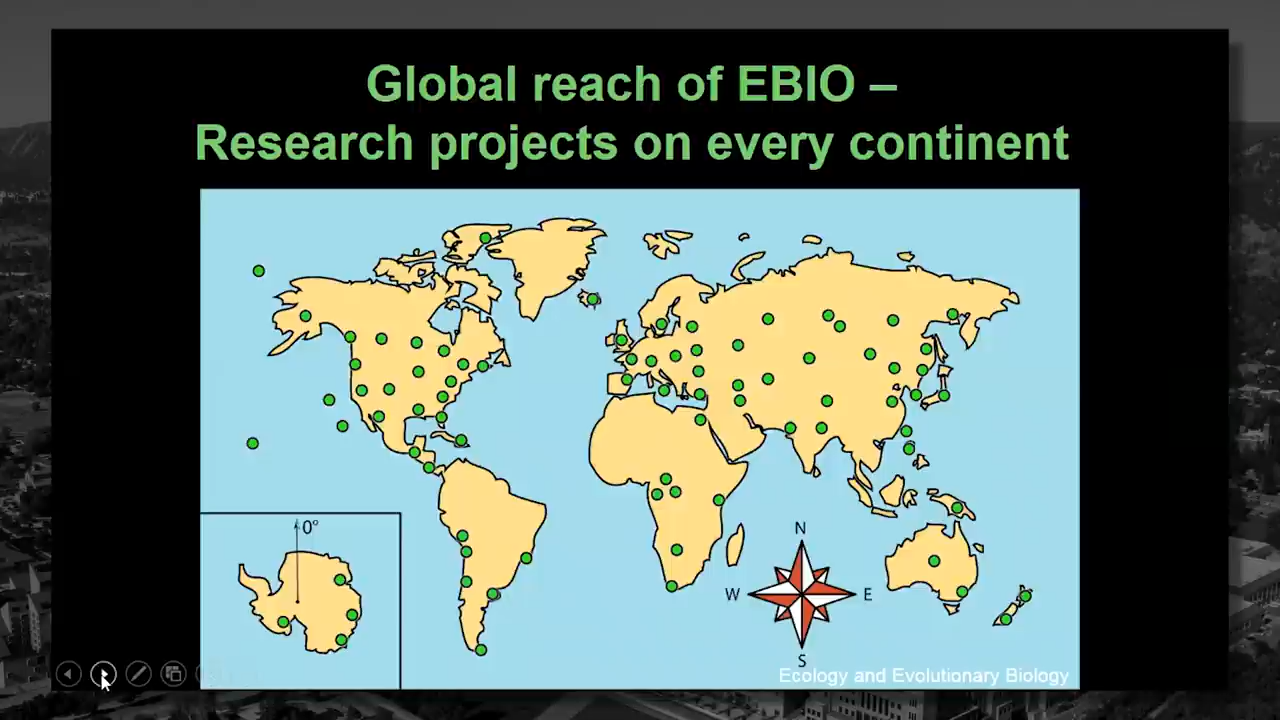 Global reach of EBIO –
Research projects on every continent
0°
N
W
E
S
Ecology and Evolutionary Biology